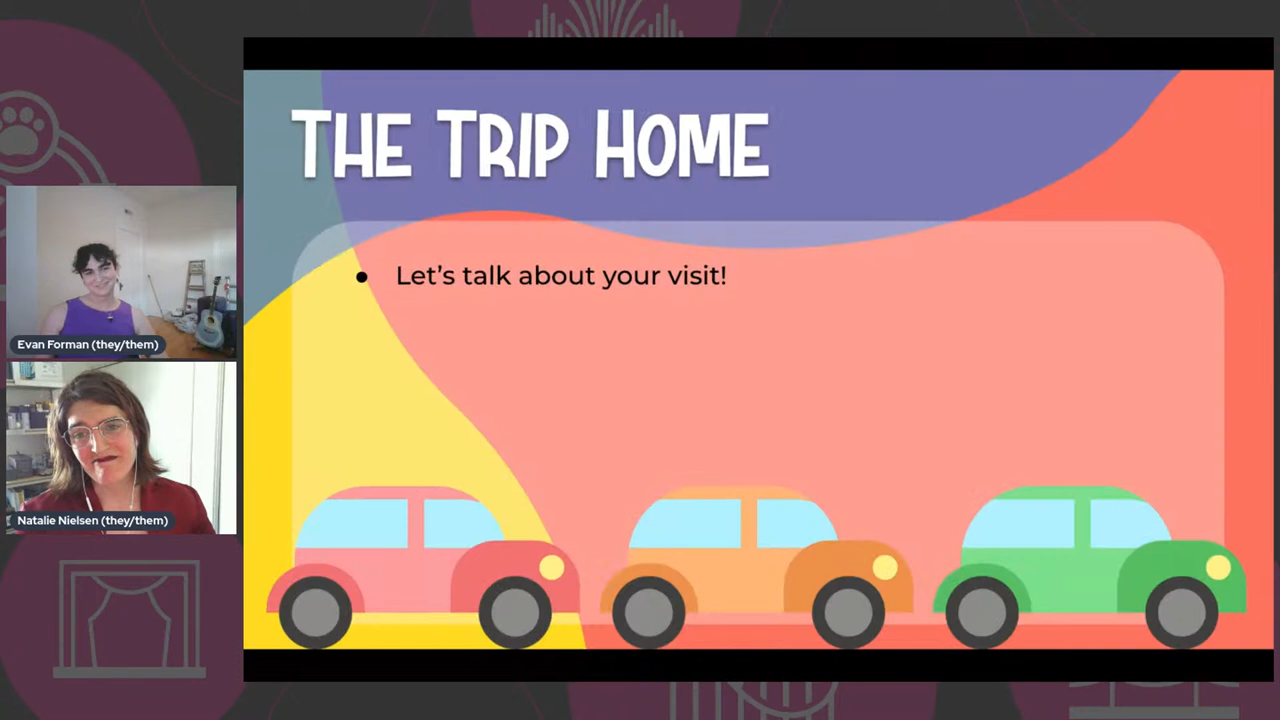 THE TRIP HOME
● Let's talk about your visit!
Evan Forman (they/them)
Natalie Nielsen (they/them)